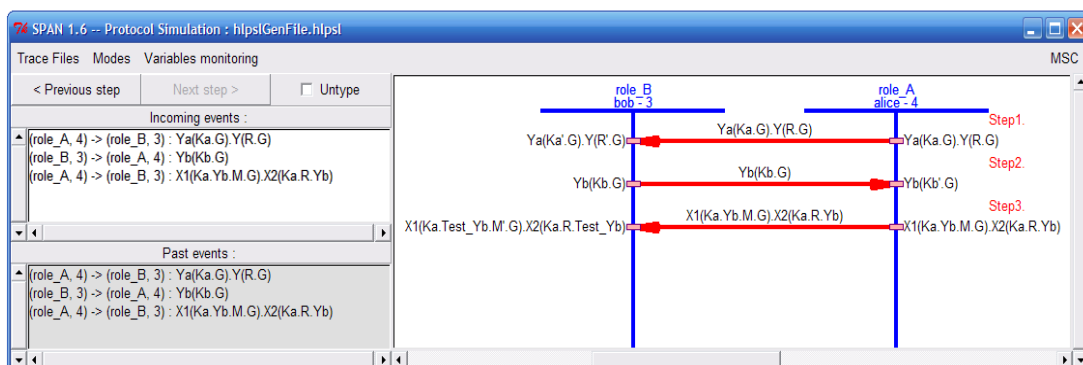 SPAN 1.6 -- Protocol Simulation : hlpslGenFile.hlpsl
Trace Files Modes Variables monitoring MSC
< Previous step Next step > Untype
Incoming events :
(role_A, 4) -> (role_B, 3) : Ya(Ka.G).Y(R.G)
(role_B, 3) -> (role_A, 4) : Yb(Kb.G)
(role_A, 4) -> (role_B, 3) : X1(Ka.Yb.M.G).X2(Ka.R.Yb)
Past events :
(role_A, 4) -> (role_B, 3) : Ya(Ka.G).Y(R.G)
(role_B, 3) -> (role_A, 4) : Yb(Kb.G)
(role_A, 4) -> (role_B, 3) : X1(Ka.Yb.M.G).X2(Ka.R.Yb)
role_B role_A
bob - 3 alice - 4
Step1.
Ya(Ka'.G).Y(R'.G) Ya(Ka.G).Y(R.G) Ya(Ka.G).Y(R.G)
Step2.
Yb(Kb.G) Yb(Kb.G) Yb(Kb'.G)
Step3.
X1(Ka.Test_Yb.M'.G).X2(Ka.R.Test_Yb) X1(Ka.Yb.M.G).X2(Ka.R.Yb) X1(Ka.Yb.M.G).X2(Ka.R.Yb)